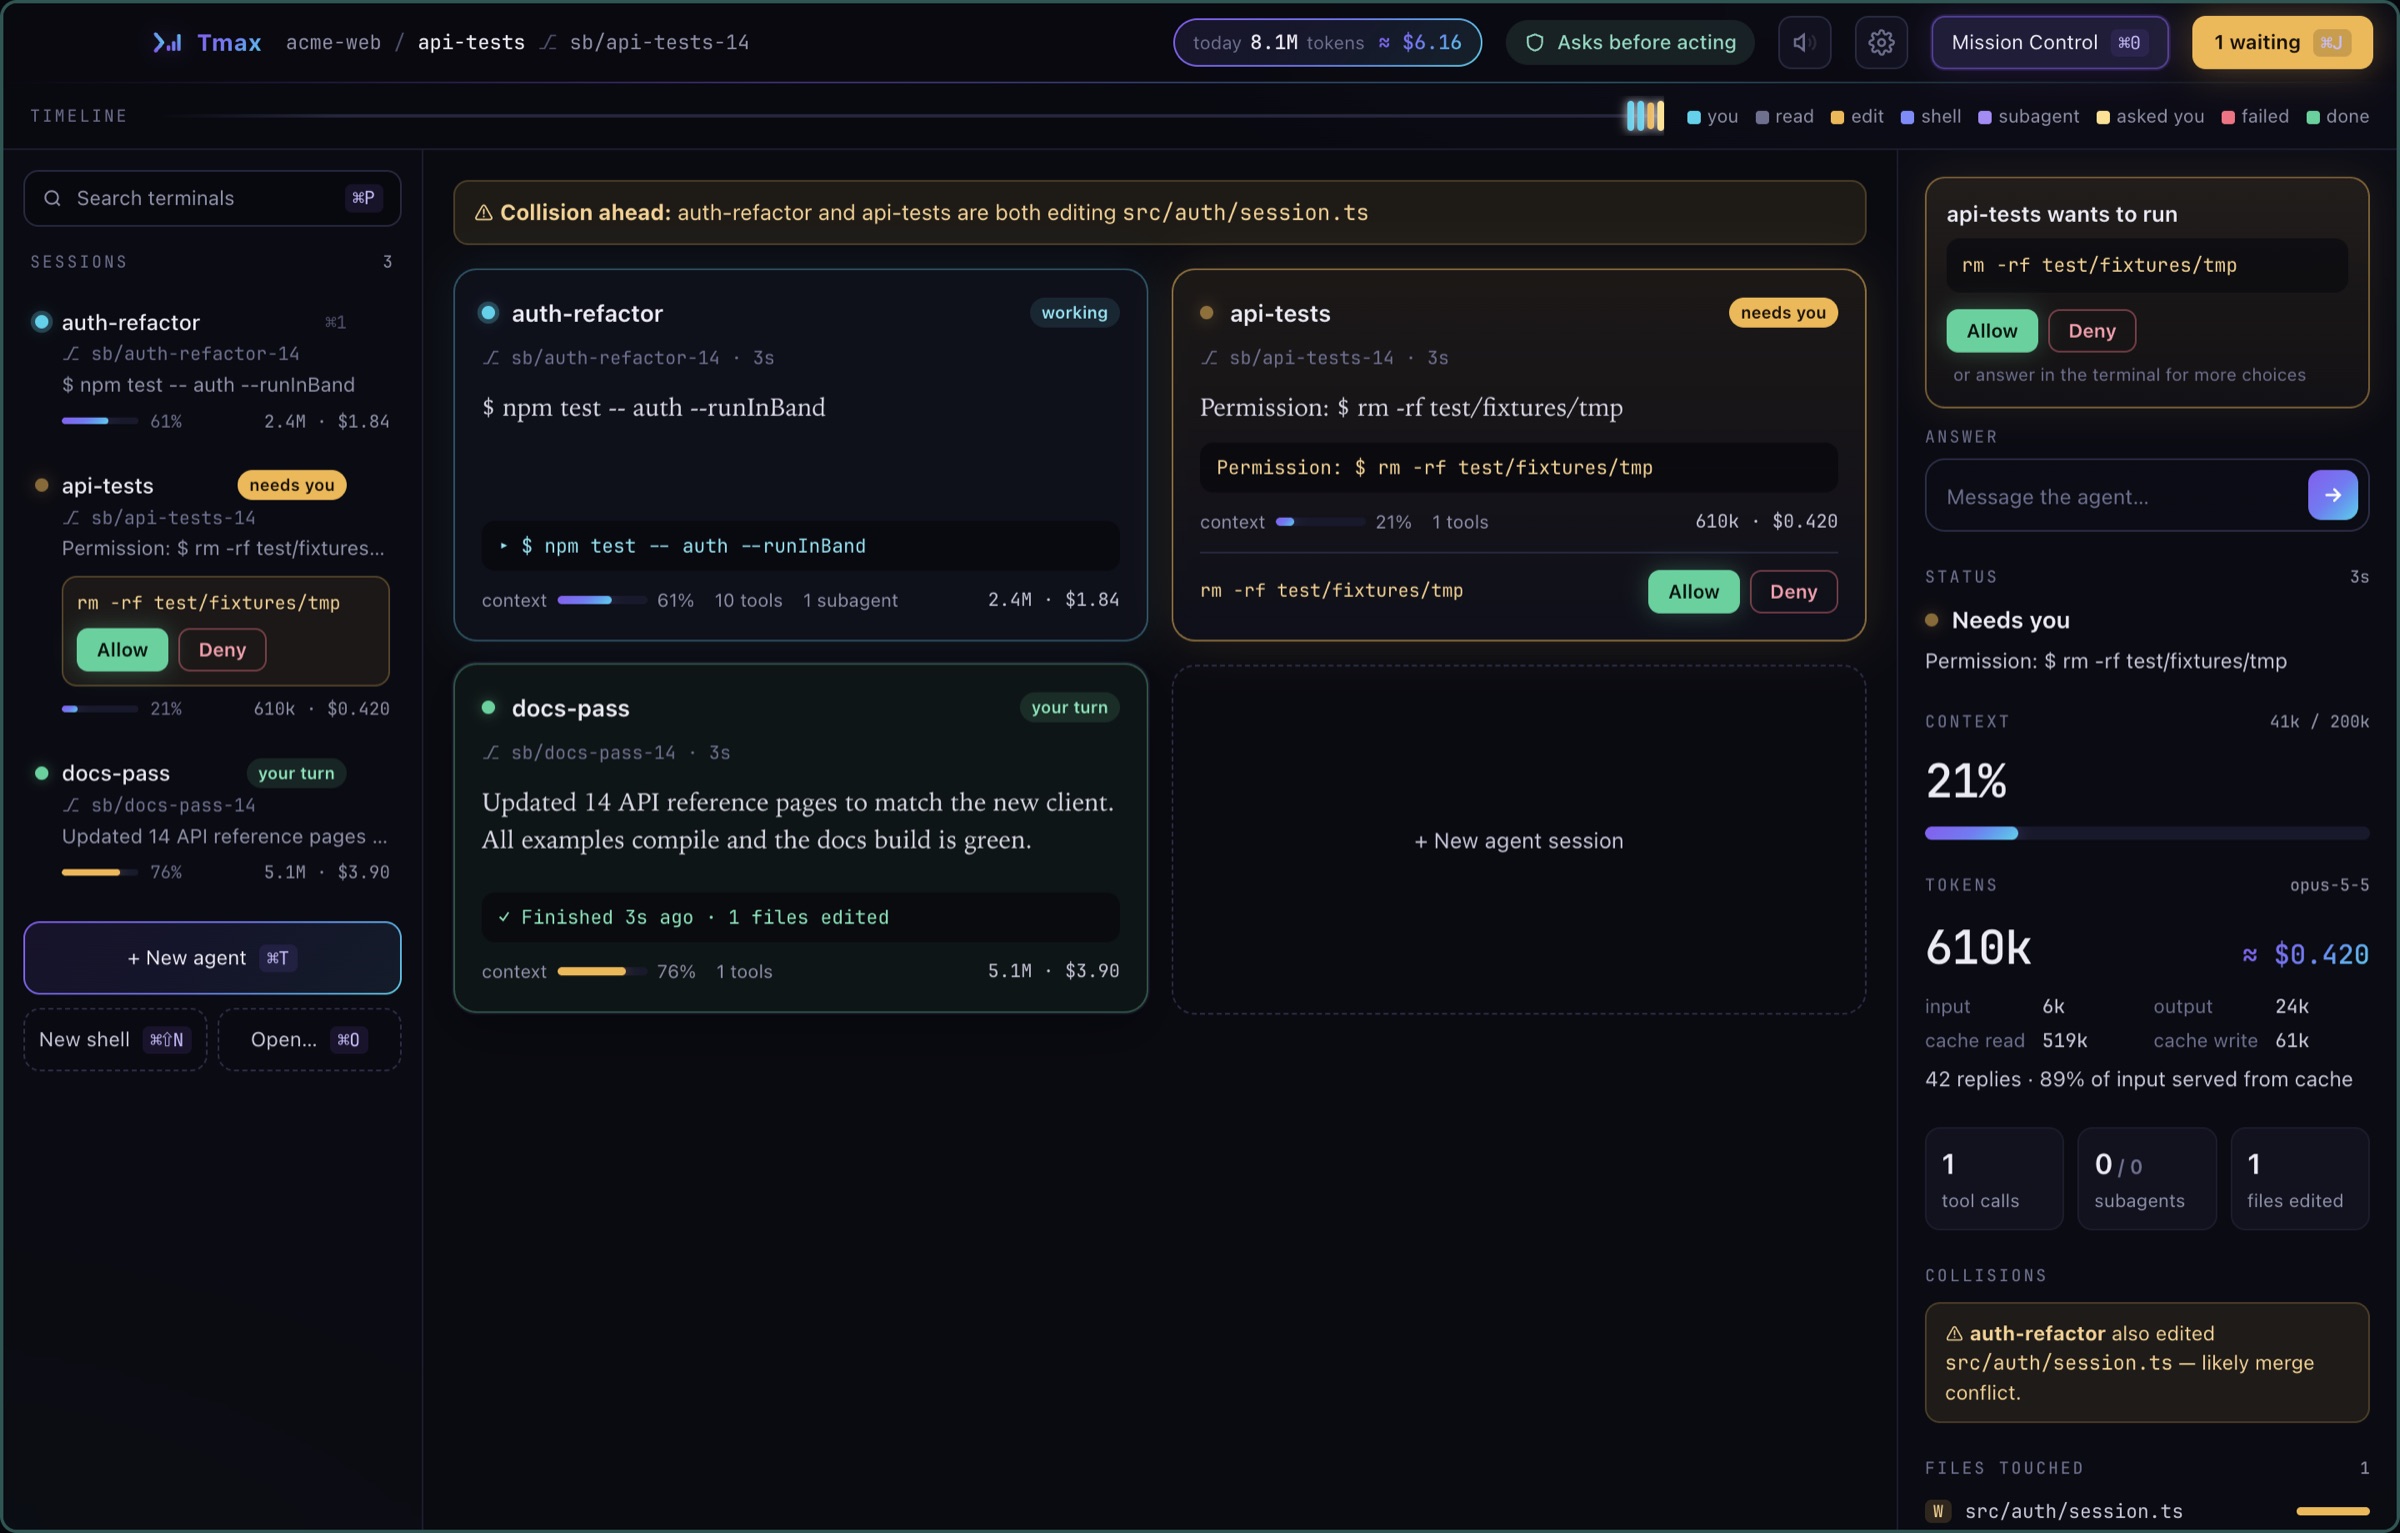 Tmax acme-web / api-tests sb/api-tests-14
today 8.1M tokens ≈ $6.16
Asks before acting
Mission Control ⌘0
1 waiting ⌘J
TIMELINE
you read edit shell subagent asked you failed done
Search terminals ⌘P
SESSIONS 3
auth-refactor ⌘1
sb/auth-refactor-14
$ npm test -- auth --runInBand
61% 2.4M · $1.84
api-tests needs you
sb/api-tests-14
Permission: $ rm -rf test/fixtures...
rm -rf test/fixtures/tmp
Allow Deny
21% 610k · $0.420
docs-pass your turn
sb/docs-pass-14
Updated 14 API reference pages ...
76% 5.1M · $3.90
+ New agent ⌘T
New shell ⌘⇧N
Open... ⌘O
⚠ Collision ahead: auth-refactor and api-tests are both editing src/auth/session.ts
auth-refactor working
sb/auth-refactor-14 · 3s
$ npm test -- auth --runInBand
▸ $ npm test -- auth --runInBand
context 61% 10 tools 1 subagent 2.4M · $1.84
api-tests needs you
sb/api-tests-14 · 3s
Permission: $ rm -rf test/fixtures/tmp
Permission: $ rm -rf test/fixtures/tmp
context 21% 1 tools 610k · $0.420
rm -rf test/fixtures/tmp Allow Deny
docs-pass your turn
sb/docs-pass-14 · 3s
Updated 14 API reference pages to match the new client.
All examples compile and the docs build is green.
✓ Finished 3s ago · 1 files edited
context 76% 1 tools 5.1M · $3.90
+ New agent session
api-tests wants to run
rm -rf test/fixtures/tmp
Allow Deny
or answer in the terminal for more choices
ANSWER
Message the agent...
STATUS 3s
Needs you
Permission: $ rm -rf test/fixtures/tmp
CONTEXT 41k / 200k
21%
TOKENS opus-5-5
610k ≈ $0.420
input 6k output 24k
cache read 519k cache write 61k
42 replies · 89% of input served from cache
1 0 / 0 1
tool calls subagents files edited
COLLISIONS
⚠ auth-refactor also edited
src/auth/session.ts — likely merge
conflict.
FILES TOUCHED 1
W src/auth/session.ts